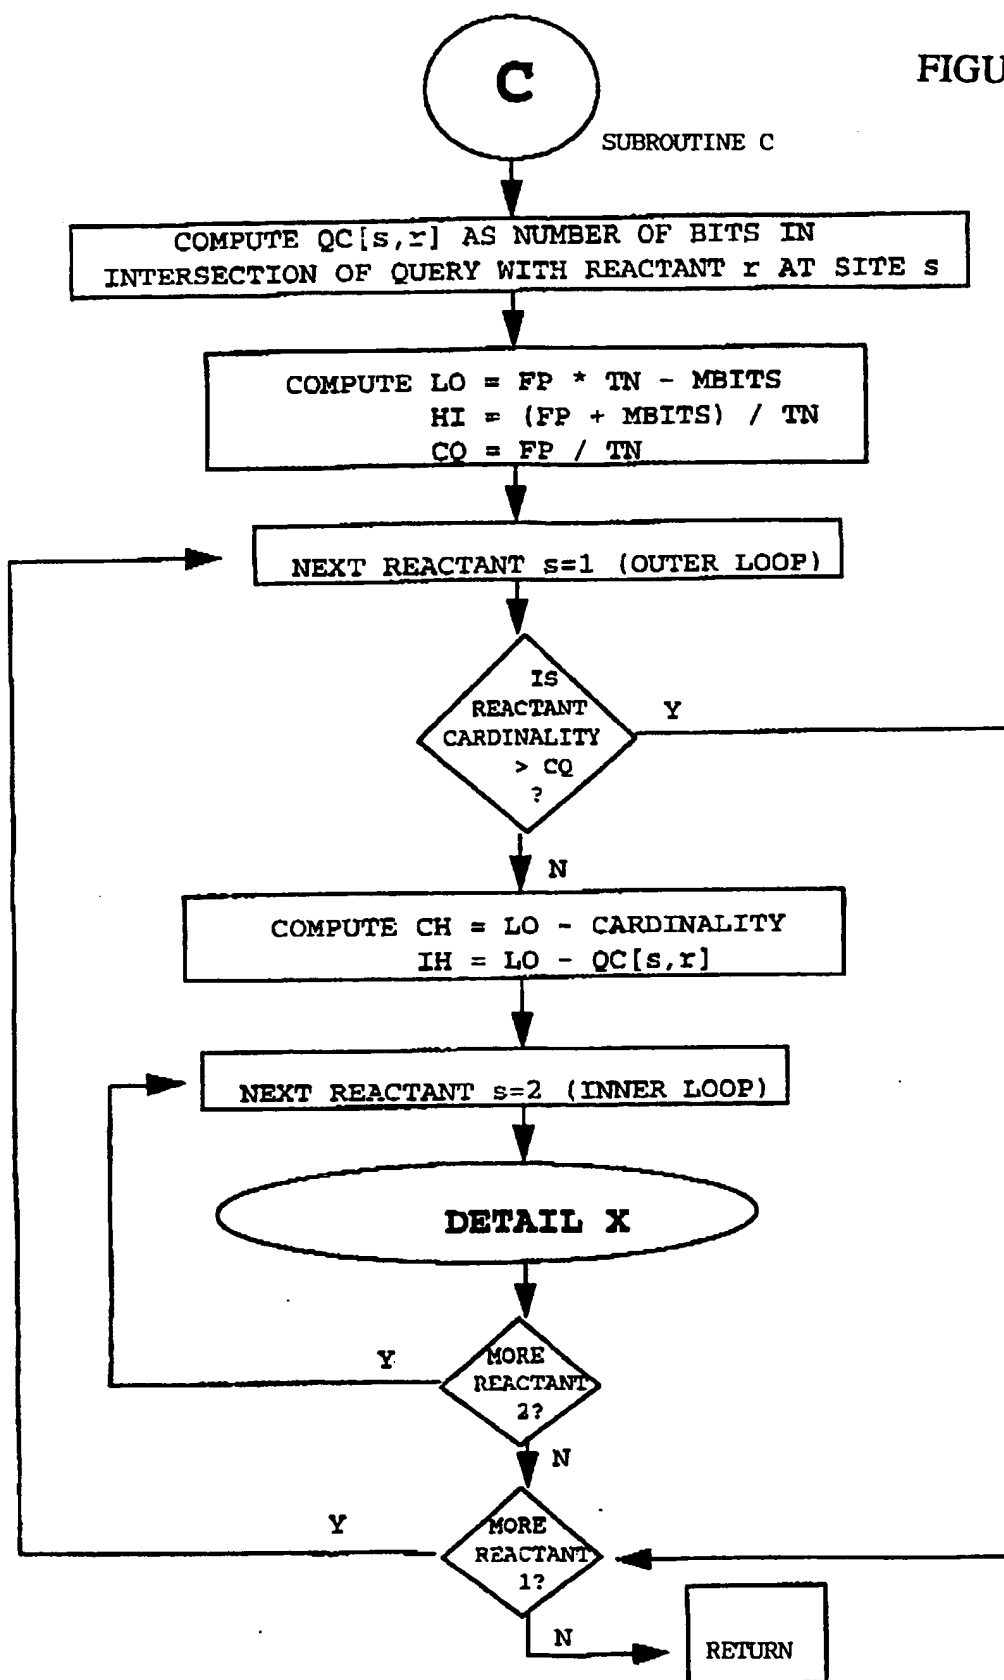 C
FIGU
SUBROUTINE C
COMPUTE QC[s,r] AS NUMBER OF BITS IN
INTERSECTION OF QUERY WITH REACTANT r AT SITE s
COMPUTE LO = FP * TN - MBITS
HI = (FP + MBITS) / TN
CQ = FP / TN
NEXT REACTANT s=1 (OUTER LOOP)
IS
REACTANT
CARDINALITY
> CQ
?
Y
N
COMPUTE CH = LO - CARDINALITY
IH = LO - QC[s,r]
NEXT REACTANT s=2 (INNER LOOP)
DETAIL X
MORE
REACTANT
2?
Y
N
MORE
REACTANT
1?
Y
N
RETURN